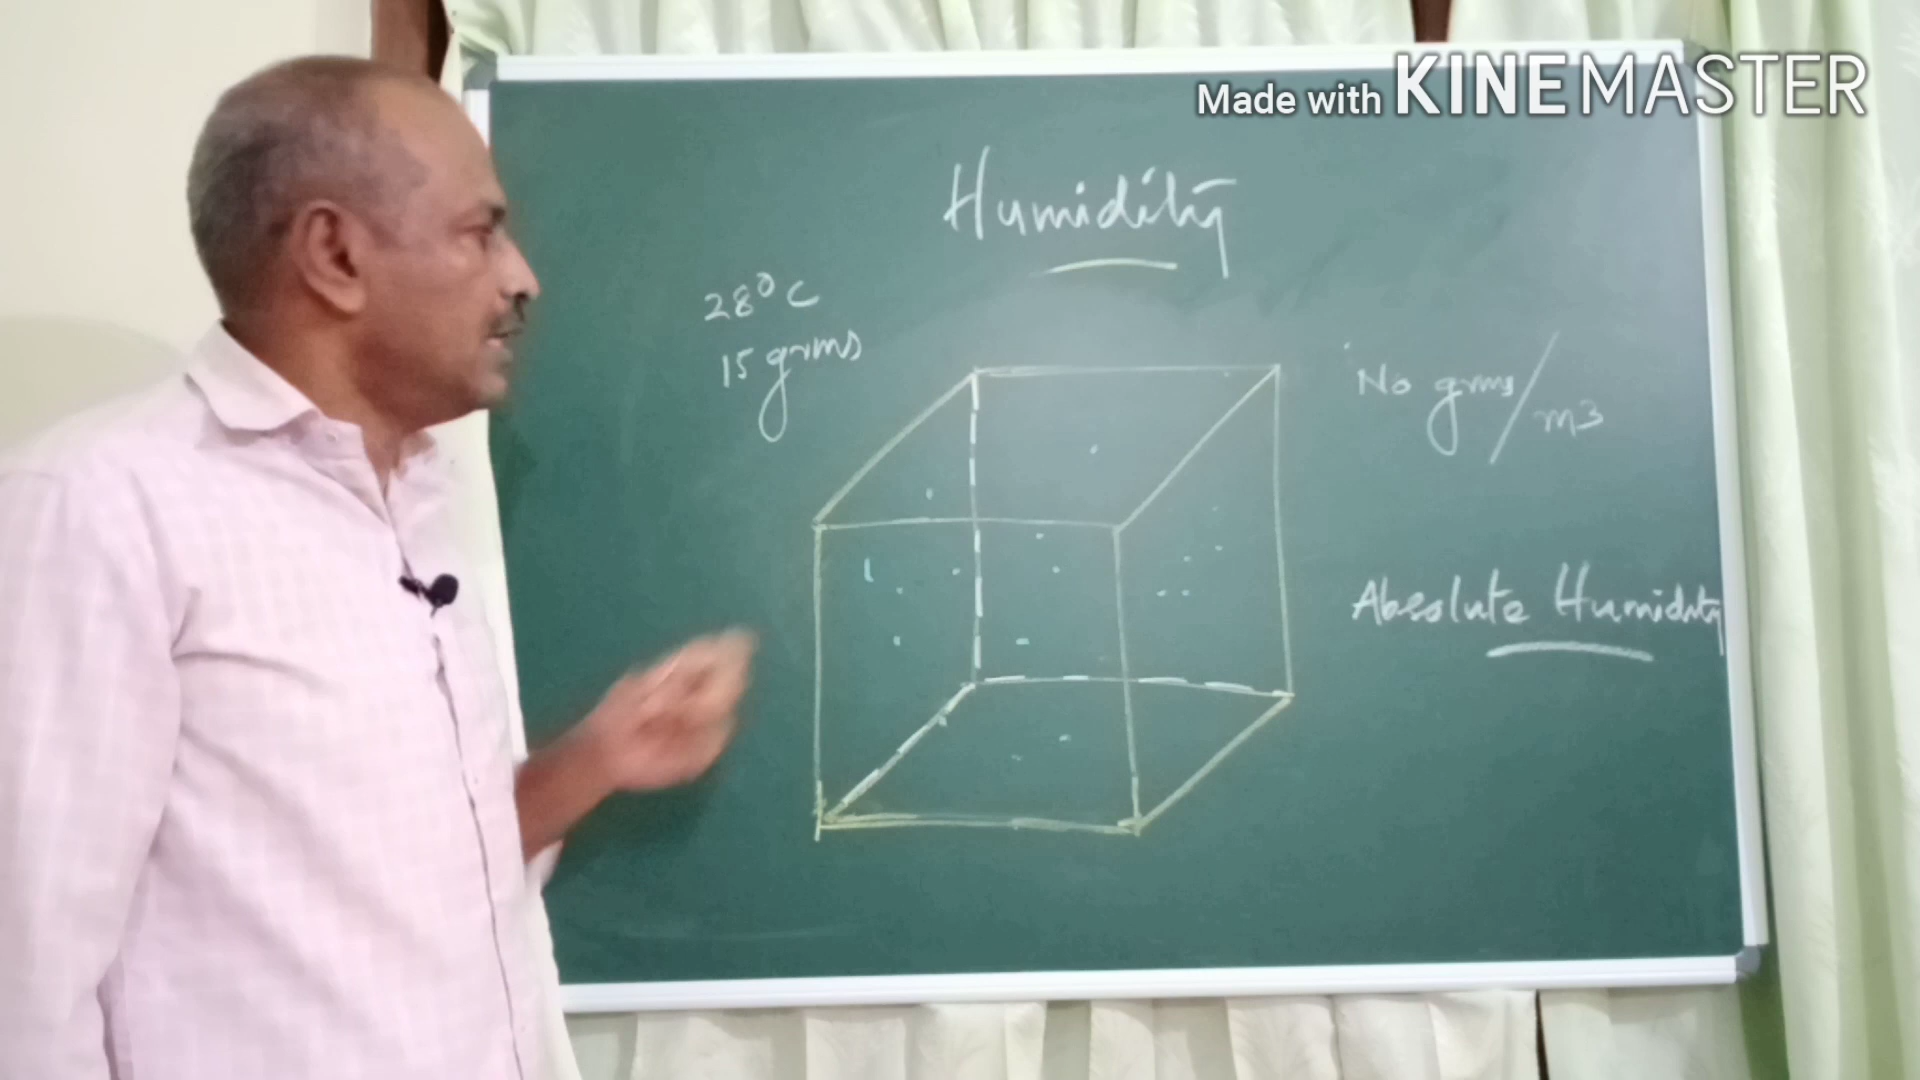 Made with KINEMASTER
Humidity
28°C
15 grms
No grms/m3
Absolute Humidity